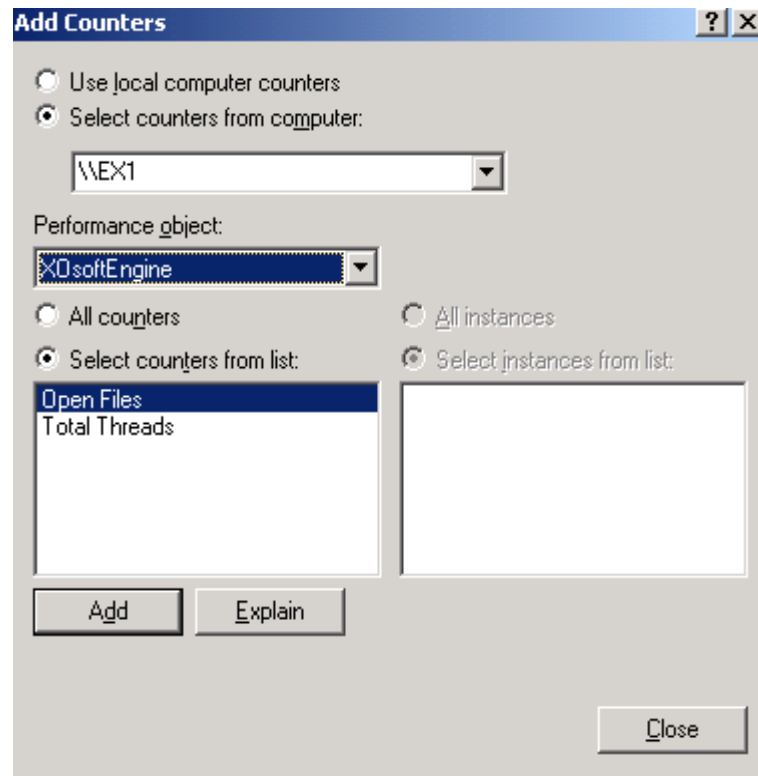 Add Counters
?
Use local computer counters
Select counters from computer:
\\EX1
Performance object:
XOsoftEngine
All counters
All instances
Select counters from list:
Select instances from list:
Open Files
Total Threads
Add
Explain
Close